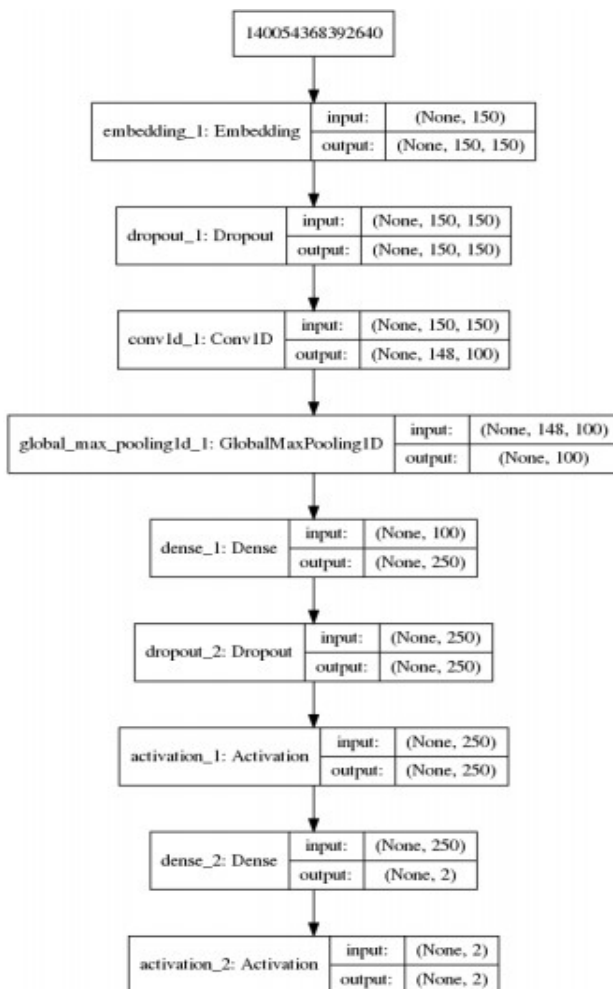 140054368392640
embedding_1: Embedding input: (None, 150)
output: (None, 150, 150)
dropout_1: Dropout input: (None, 150, 150)
output: (None, 150, 150)
conv1d_1: Conv1D input: (None, 150, 150)
output: (None, 148, 100)
global_max_pooling1d_1: GlobalMaxPooling1D input: (None, 148, 100)
output: (None, 100)
dense_1: Dense input: (None, 100)
output: (None, 250)
dropout_2: Dropout input: (None, 250)
output: (None, 250)
activation_1: Activation input: (None, 250)
output: (None, 250)
dense_2: Dense input: (None, 250)
output: (None, 2)
activation_2: Activation input: (None, 2)
output: (None, 2)